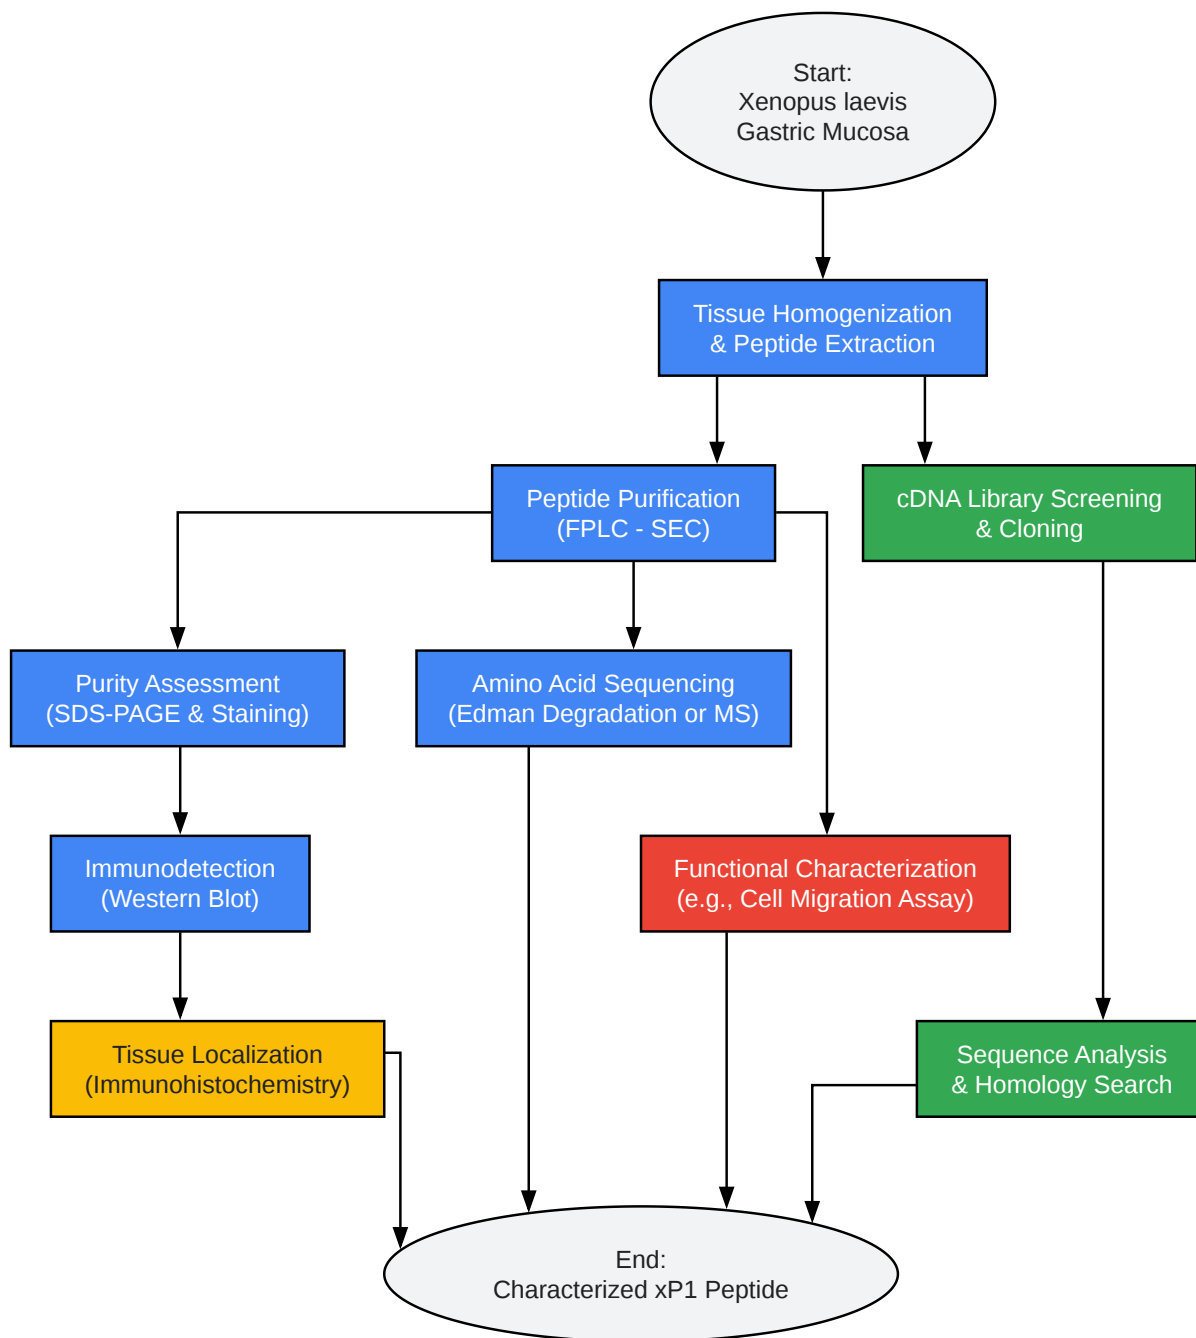 Start:
Xenopus laevis
Gastric Mucosa
Tissue Homogenization
& Peptide Extraction
Peptide Purification
(FPLC - SEC)
cDNA Library Screening
& Cloning
Purity Assessment
(SDS-PAGE & Staining)
Amino Acid Sequencing
(Edman Degradation or MS)
Immunodetection
(Western Blot)
Functional Characterization
(e.g., Cell Migration Assay)
Tissue Localization
(Immunohistochemistry)
Sequence Analysis
& Homology Search
End:
Characterized xP1 Peptide